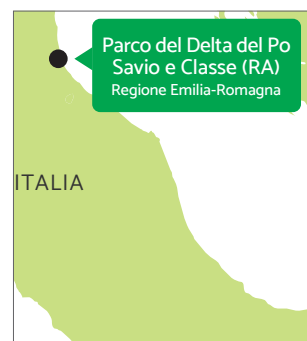 Parco del Delta del Po
Savio e Classe (RA)
Regione Emilia-Romagna
ITALIA